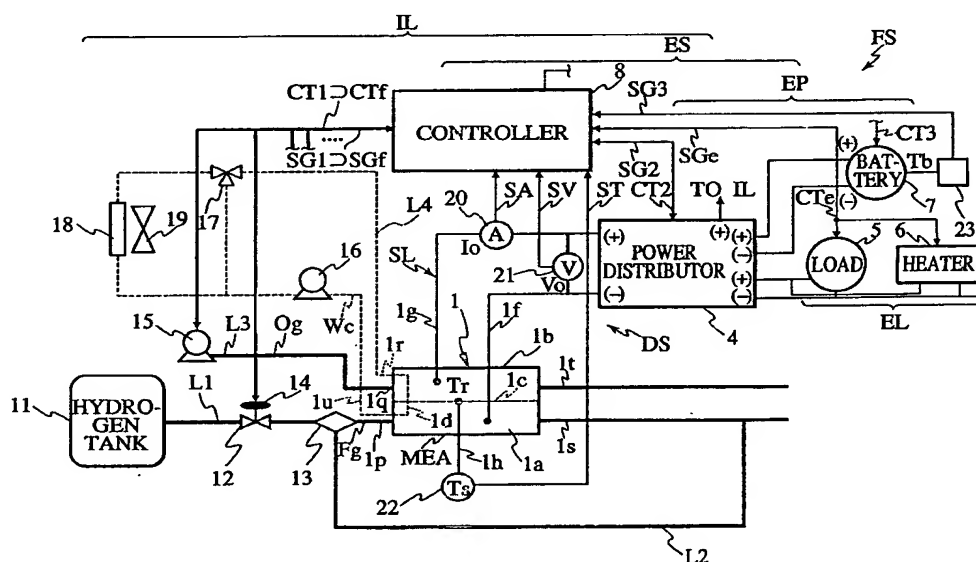 IL
ES
FS
EP
8
SG3
CT1⊃CTf
CONTROLLER
SG1⊃SGf
SGe
SG2
CT3
(+)
BAT-
TERY
Tb
7
23
17
18
19
SA
SV
ST
CT2
TO IL
CTe
(−)
20
A
Io
L4
(+)
(+)
(+)
(−)
5
6
16
SL
21
V
Vo
POWER
DISTRIBUTOR
(+)
(−)
(−)
LOAD
HEATER
Wc
1g
1
1f
4
EL
15
L3
Og
1r
1b
DS
1t
Tr
1c
11
HYDRO-
GEN
TANK
L1
14
1u
1q
1d
12
13
Fg
1p
MEA
1a
1s
1h
22
Ts
L2